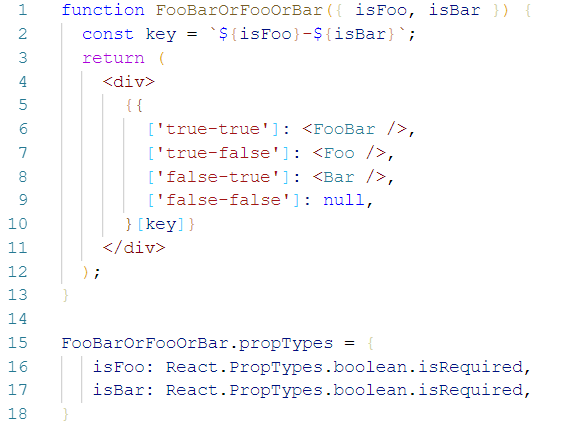 1 function FooBarOrFooOrBar({ isFoo, isBar }) {
2   const key = `${isFoo}-${isBar}`;
3   return (
4     <div>
5       {{
6         ['true-true']: <FooBar />,
7         ['true-false']: <Foo />,
8         ['false-true']: <Bar />,
9         ['false-false']: null,
10       }[key]}
11     </div>
12   );
13 }
14
15 FooBarOrFooOrBar.propTypes = {
16    isFoo: React.PropTypes.boolean.isRequired,
17    isBar: React.PropTypes.boolean.isRequired,
18 }